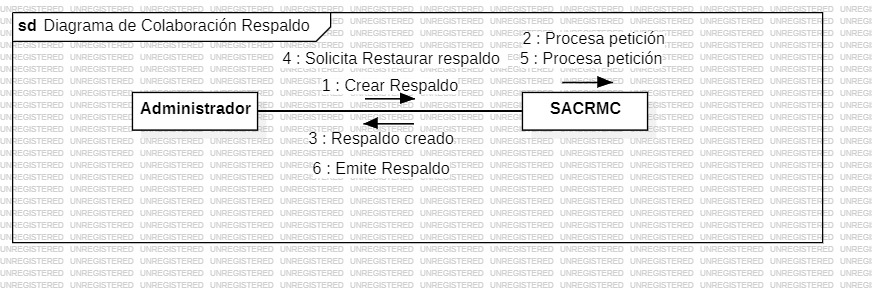 sd Diagrama de Colaboración Respaldo
2 : Procesa petición
4 : Solicita Restaurar respaldo
5 : Procesa petición
1 : Crear Respaldo
Administrador
SACRMC
3 : Respaldo creado
6 : Emite Respaldo
UNREGISTERED